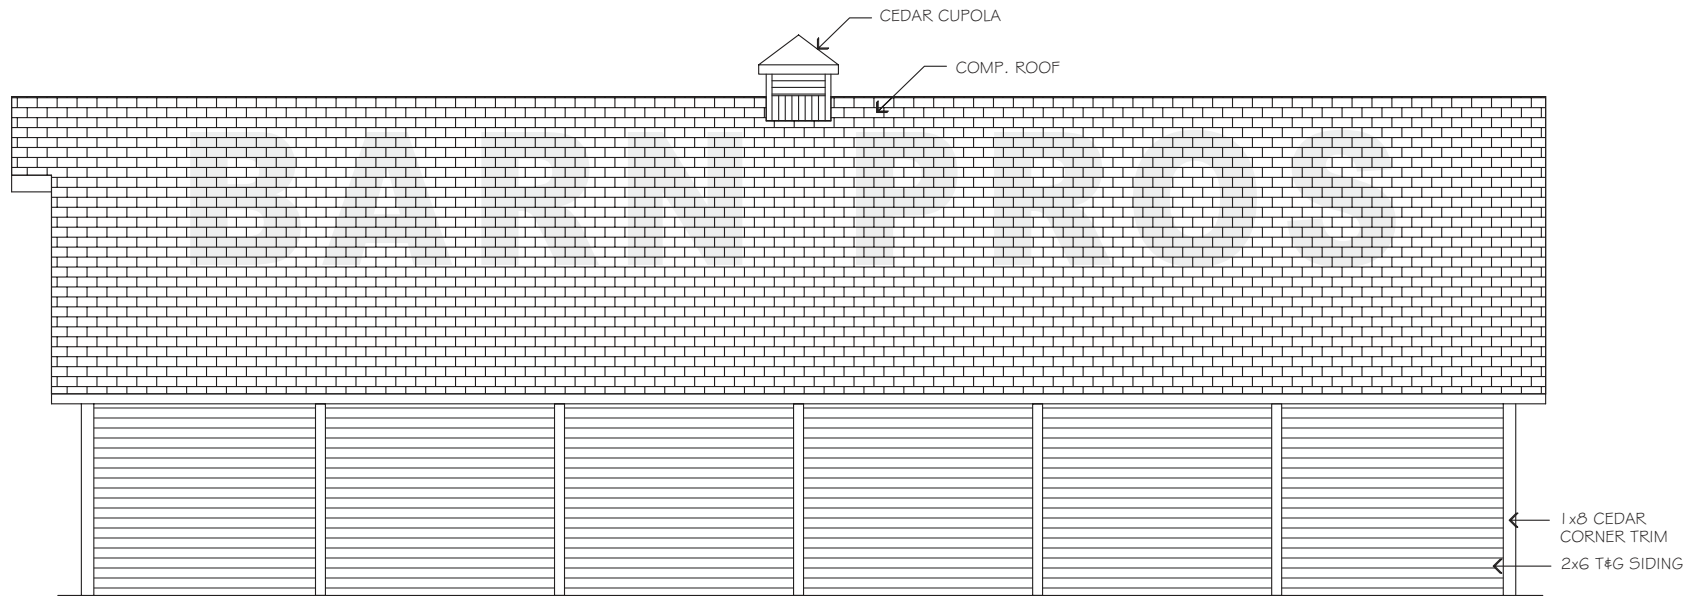 CEDAR CUPOLA
COMP. ROOF
BARN PROS
1x8 CEDAR
CORNER TRIM
2x6 T&G SIDING